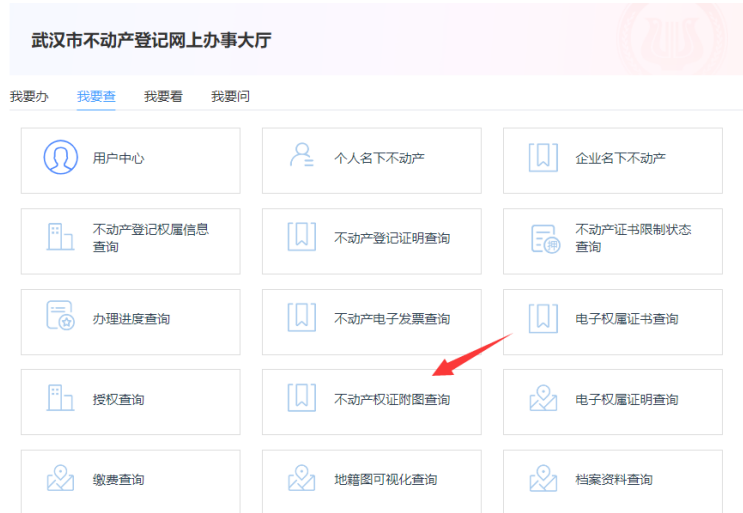 武汉市不动产登记网上办事大厅
我要办 我要查 我要看 我要问
用户中心 个人名下不动产 企业名下不动产
不动产登记权属信息
查询
不动产登记证明查询
不动产证书限制状态
查询
押
办理进度查询 不动产电子发票查询 电子权属证书查询
授权查询 不动产权证附图查询 电子权属证明查询
缴费查询 地籍图可视化查询 档案资料查询